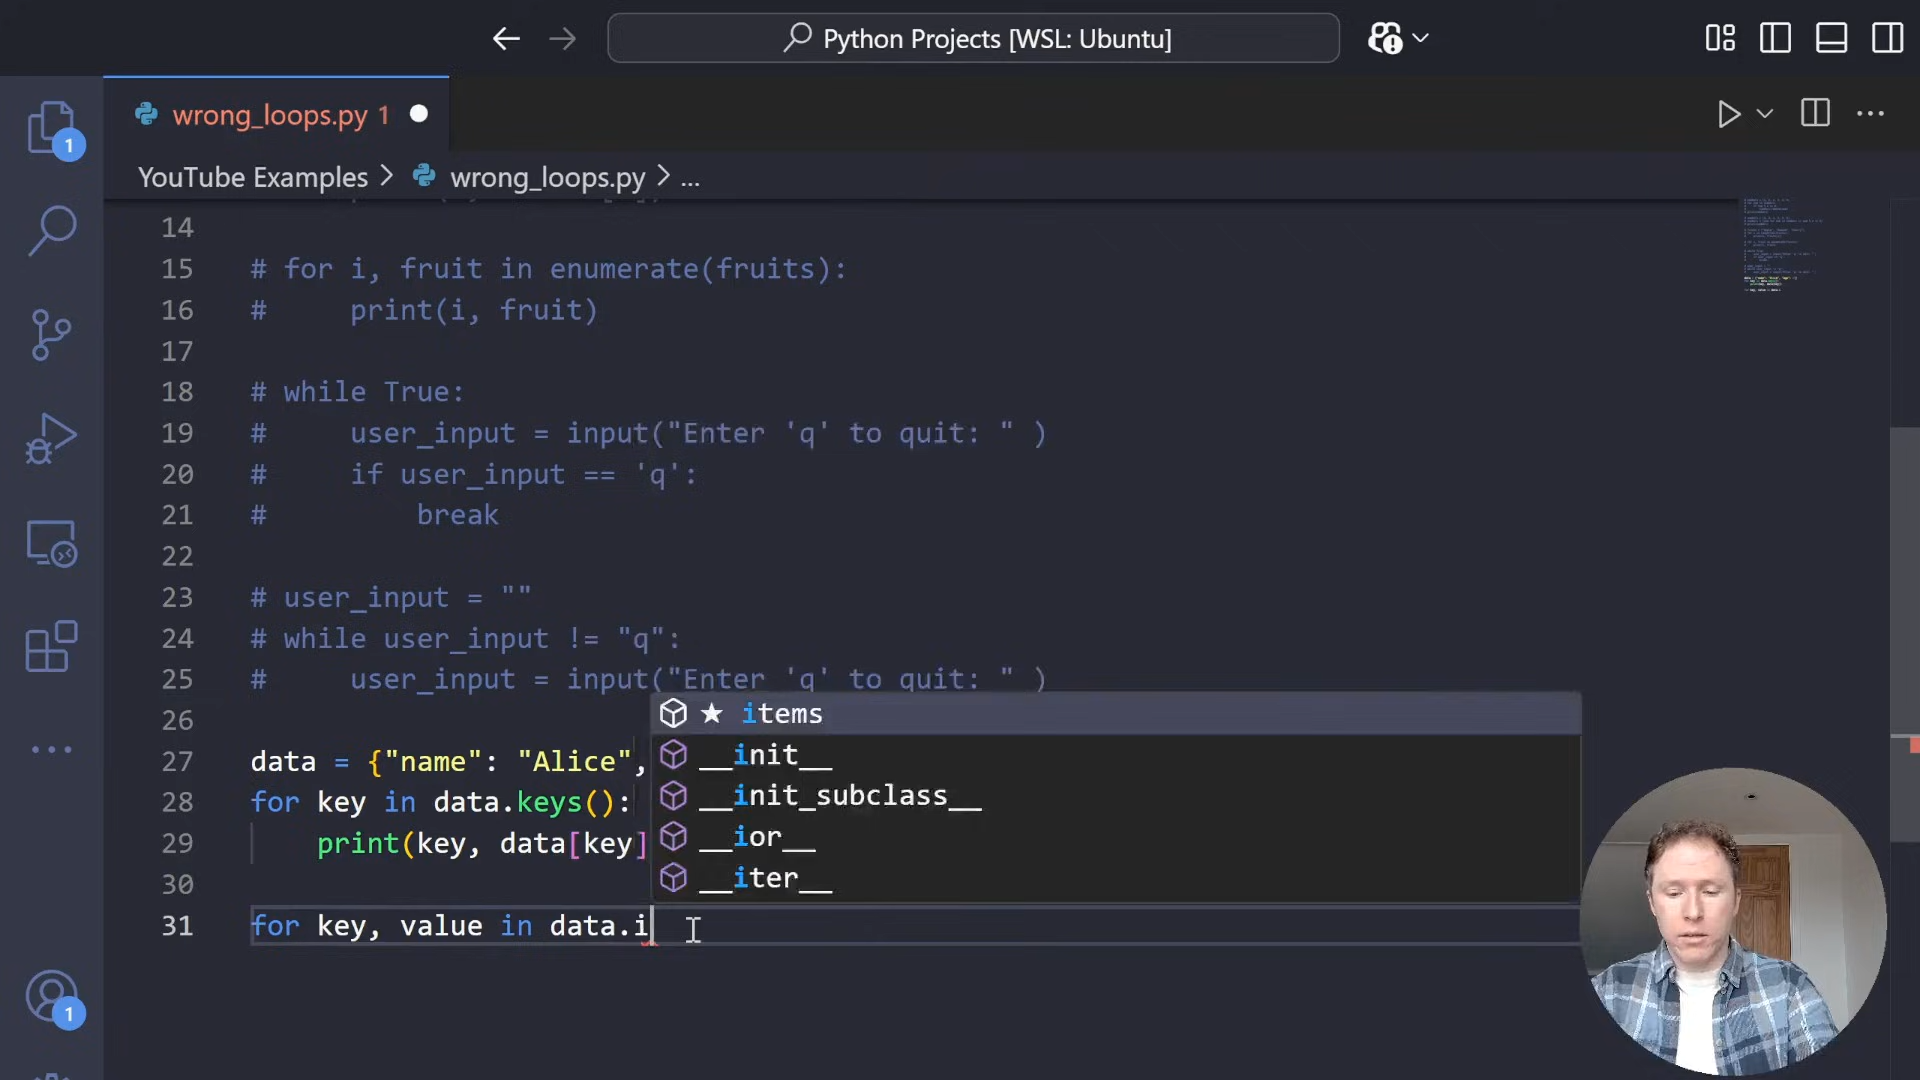 Python Projects [WSL: Ubuntu]
wrong_loops.py 1
1
YouTube Examples > wrong_loops.py > ...
14
15 # for i, fruit in enumerate(fruits):
16 #     print(i, fruit)
17
18 # while True:
19 #     user_input = input("Enter 'q' to quit: " )
20 #     if user_input == 'q':
21 #         break
22
23 # user_input = ""
24 # while user_input != "q":
25 #     user_input = input("Enter 'q' to quit: " )
26
items
__init__
27 data = {"name": "Alice",
__init_subclass__
28 for key in data.keys():
__ior__
29     print(key, data[key]
__iter__
30
31 for key, value in data.i
1